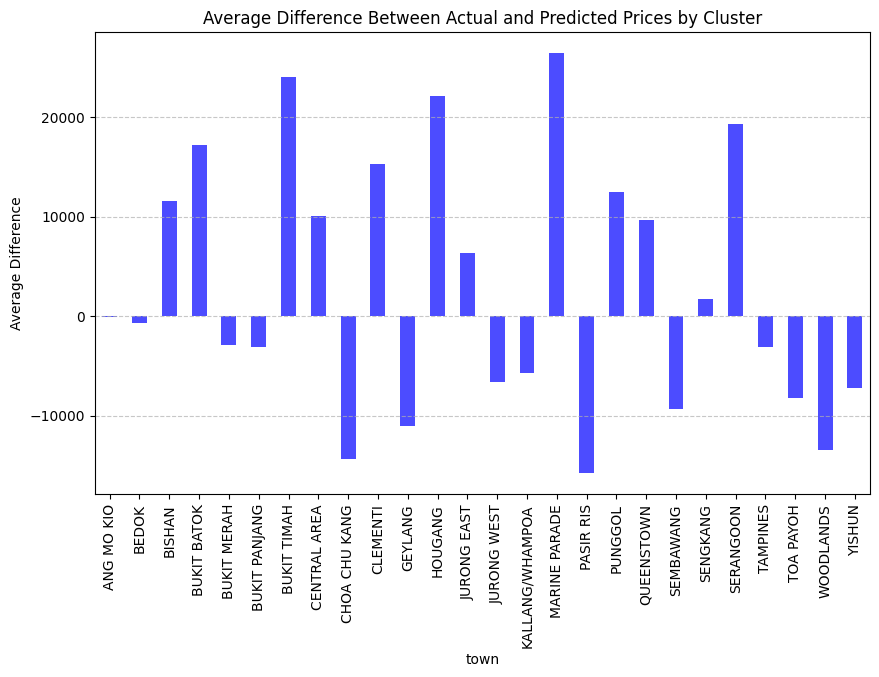 Average Difference Between Actual and Predicted Prices by Cluster
Average Difference
20000
10000
0
−10000
ANG MO KIO
BEDOK
BISHAN
BUKIT BATOK
BUKIT MERAH
BUKIT PANJANG
BUKIT TIMAH
CENTRAL AREA
CHOA CHU KANG
CLEMENTI
GEYLANG
HOUGANG
JURONG EAST
JURONG WEST
KALLANG/WHAMPOA
MARINE PARADE
PASIR RIS
PUNGGOL
QUEENSTOWN
SEMBAWANG
SENGKANG
SERANGOON
TAMPINES
TOA PAYOH
WOODLANDS
YISHUN
town